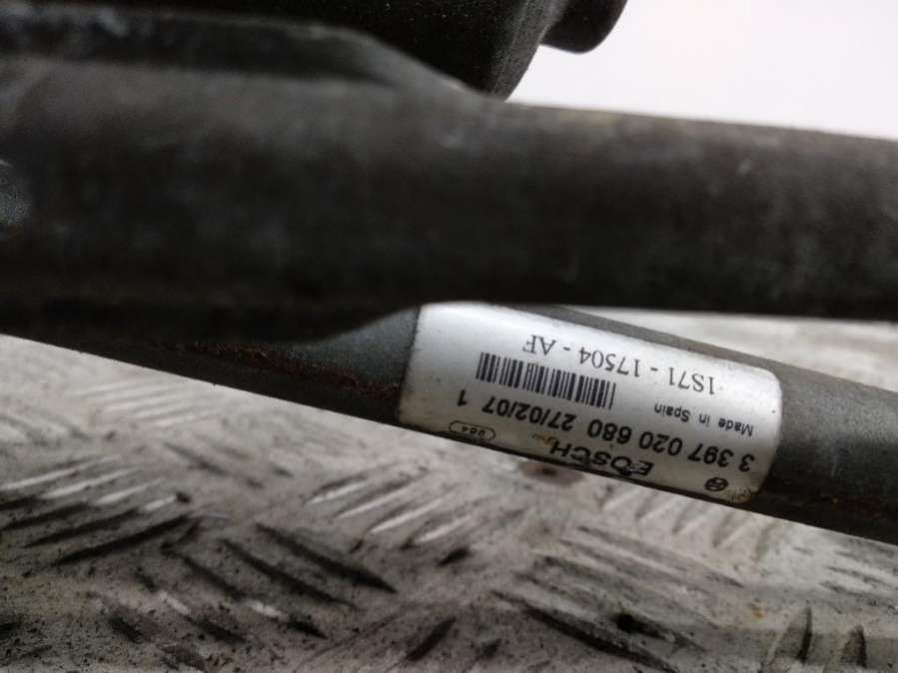 BOSCH
3 397 020 680 27/02/07 1
Made in Spain
1S71 - 17504 - AF